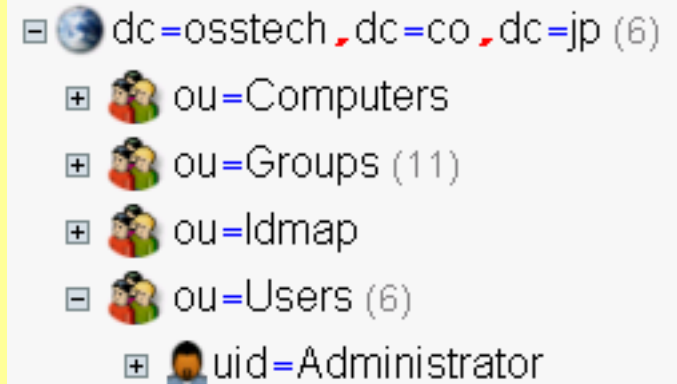 dc=osstech,dc=co,dc=jp (6)
ou=Computers
ou=Groups (11)
ou=Idmap
ou=Users (6)
uid=Administrator